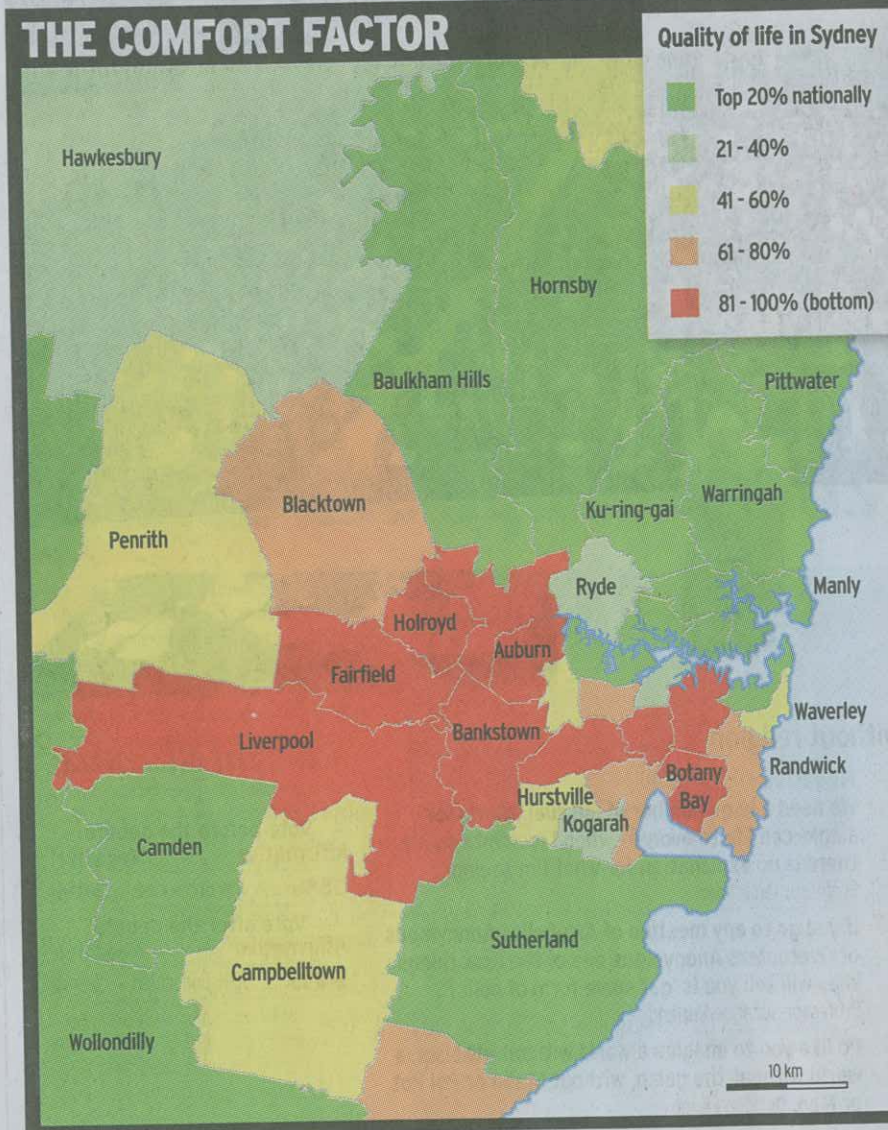 THE COMFORT FACTOR
Quality of life in Sydney
Top 20% nationally
21 - 40%
41 - 60%
61 - 80%
81 - 100% (bottom)
Hawkesbury
Hornsby
Baulkham Hills
Pittwater
Blacktown
Ku-ring-gai
Warringah
Penrith
Ryde
Manly
Holroyd
Auburn
Fairfield
Waverley
Liverpool
Bankstown
Randwick
Botany
Bay
Hurstville
Kogarah
Camden
Sutherland
Campbelltown
Wollondilly
10 km